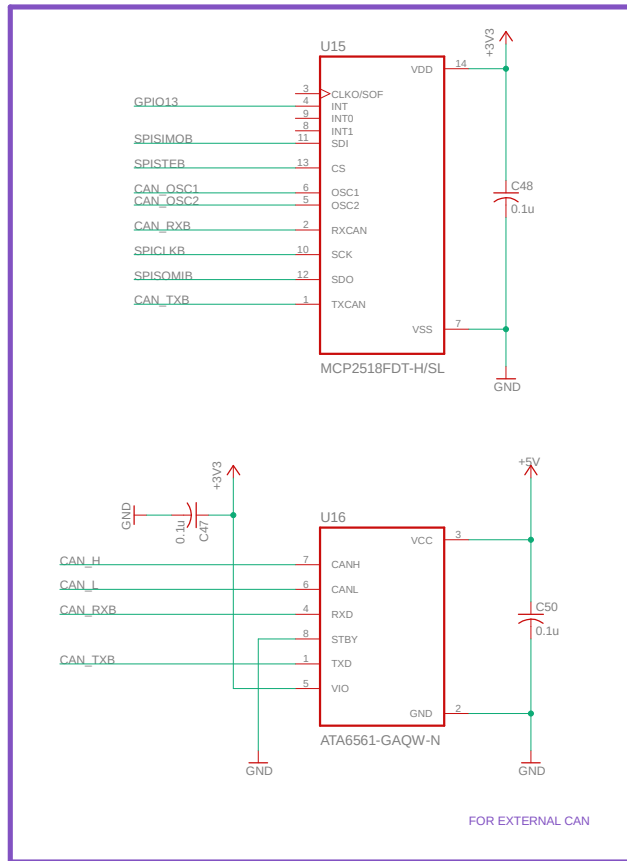 U15
+3V3
VDD 14
3 CLKO/SOF
GPIO13 4 INT
9 INT0
8 INT1
SPISIMOB 11 SDI
SPISTEB 13 CS
CAN_OSC1 6 OSC1
CAN_OSC2 5 OSC2
C48
0.1u
CAN_RXB 2 RXCAN
SPICLKB 10 SCK
SPISOMIB 12 SDO
CAN_TXB 1 TXCAN
VSS 7
MCP2518FDT-H/SL
GND
+3V3
+5V
GND
0.1u
C47
U16
VCC 3
CAN_H 7 CANH
CAN_L 6 CANL
CAN_RXB 4 RXD
C50
0.1u
8 STBY
CAN_TXB 1 TXD
5 VIO
GND 2
ATA6561-GAQW-N
GND
GND
FOR EXTERNAL CAN